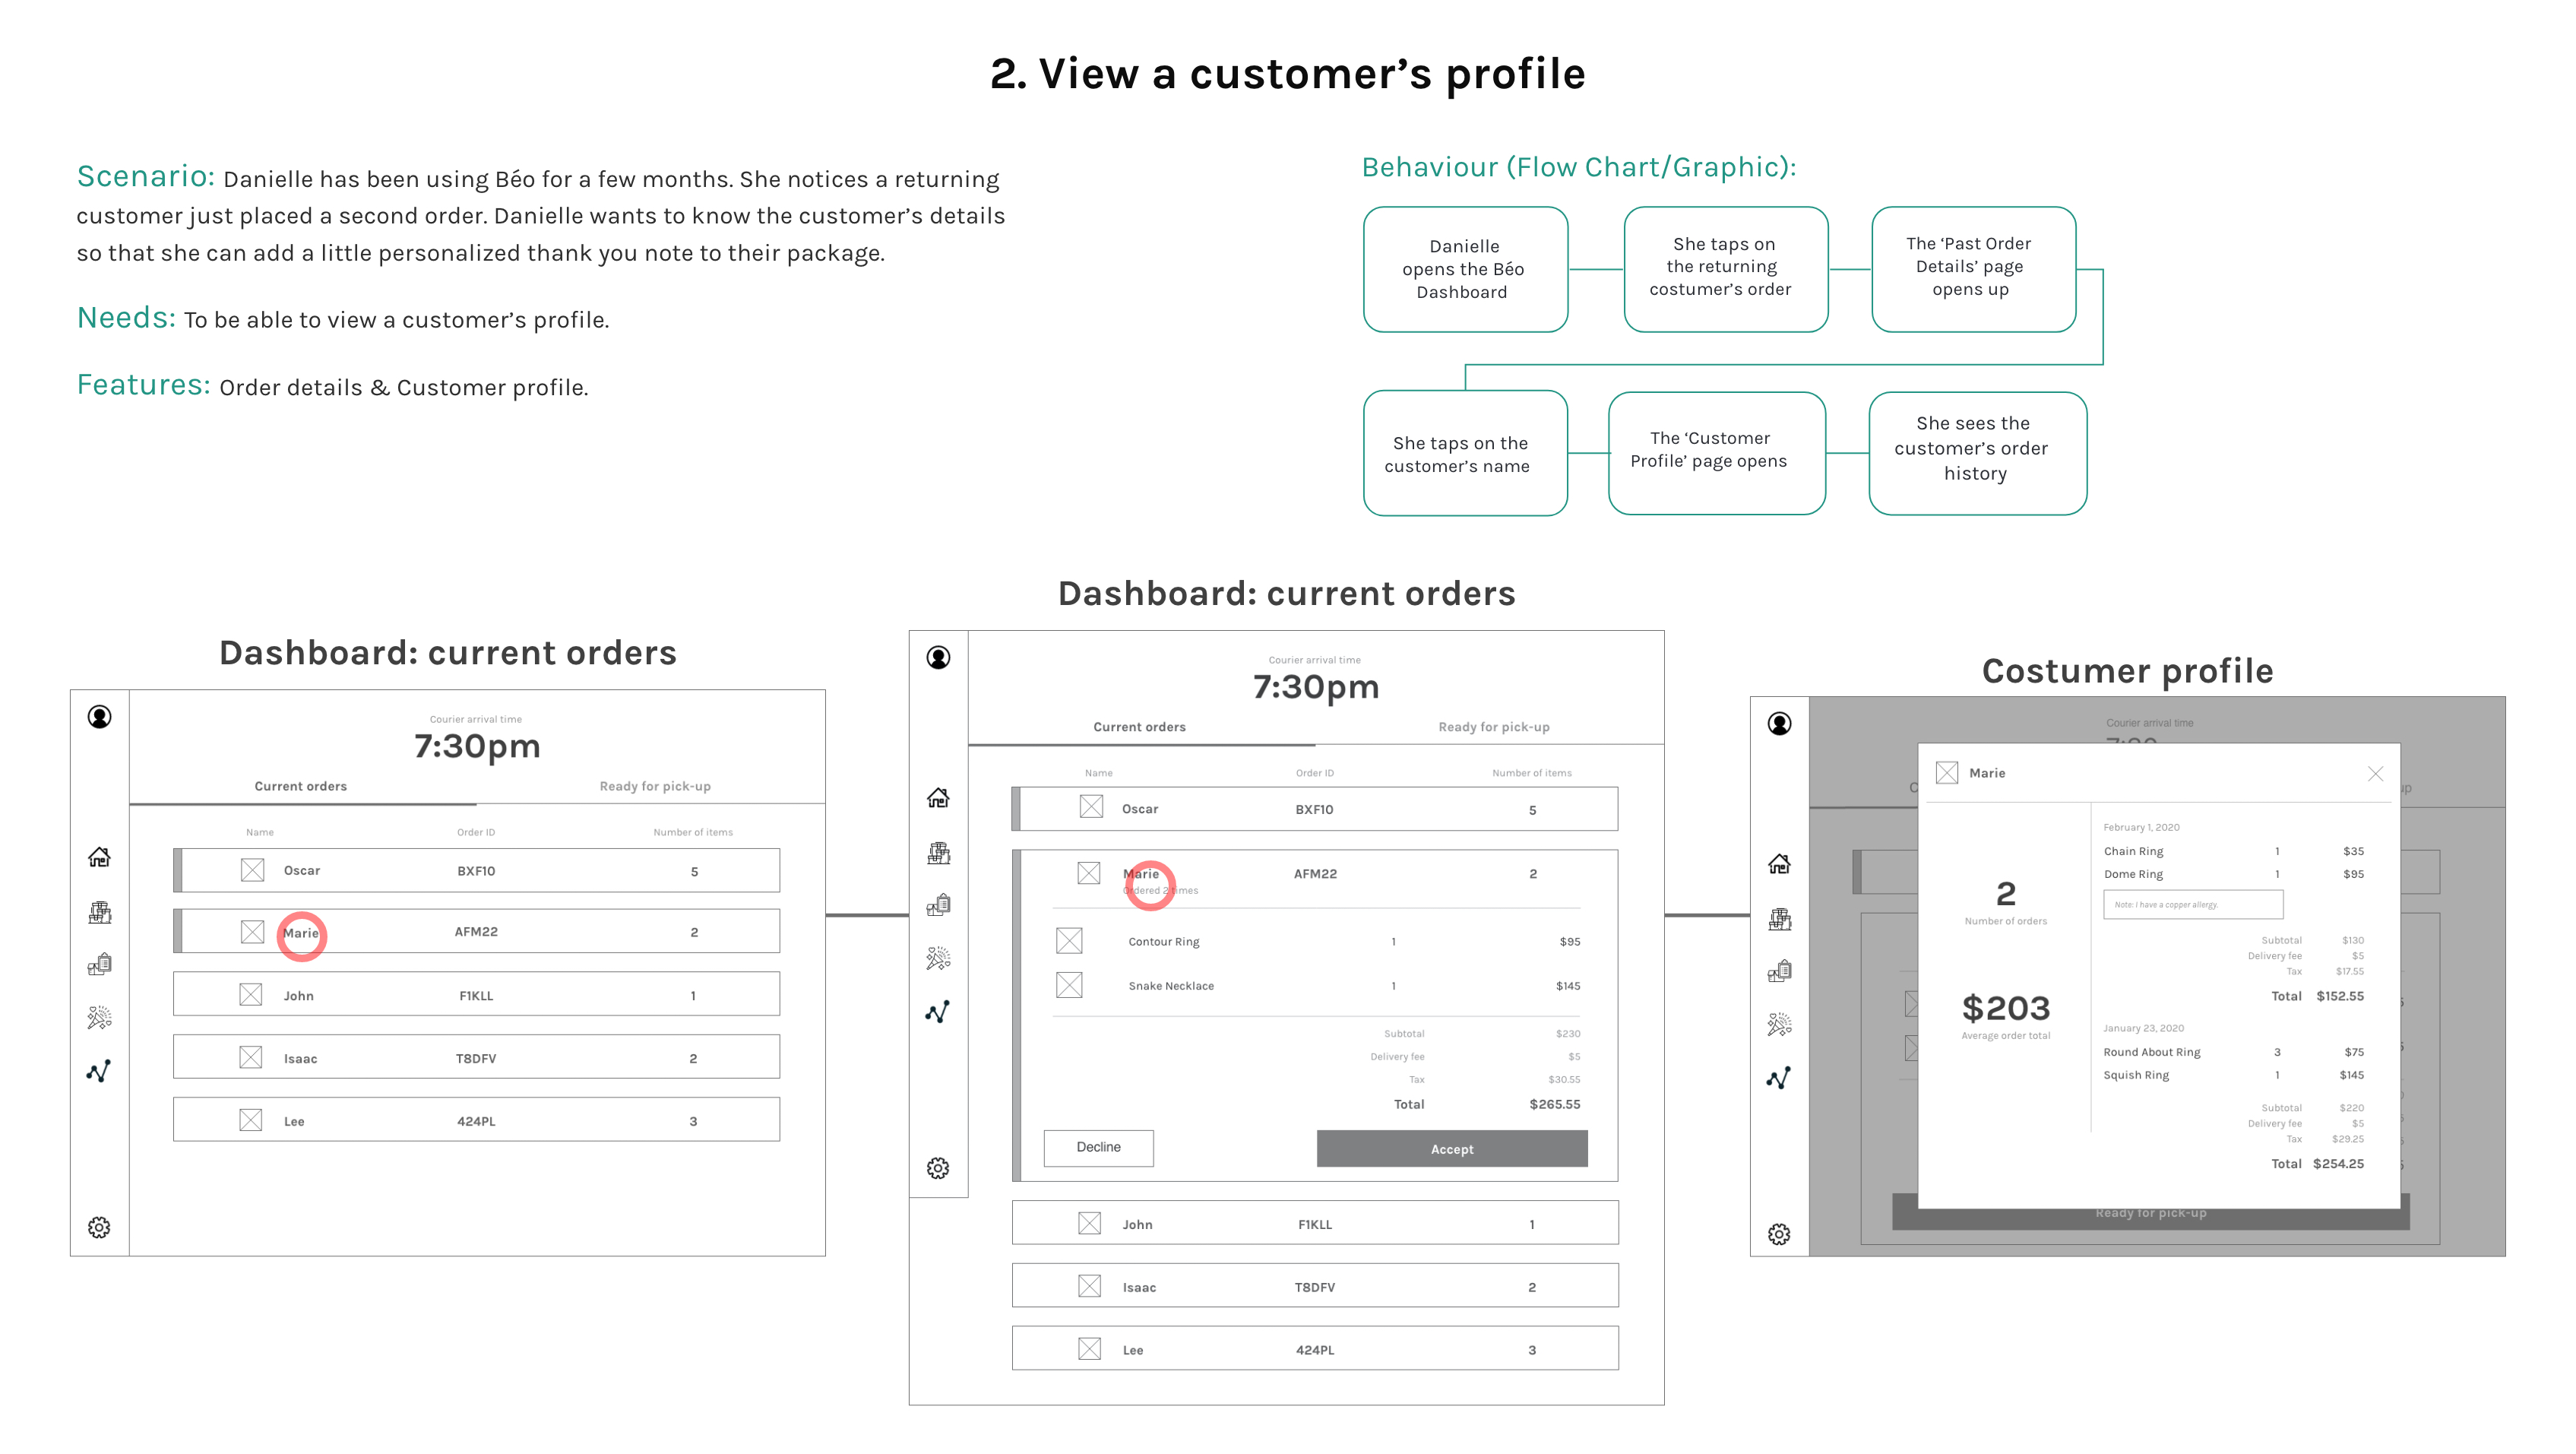 2. View a customer’s profile
Scenario: Danielle has been using Béo for a few months. She notices a returning
customer just placed a second order. Danielle wants to know the customer’s details
so that she can add a little personalized thank you note to their package.
Needs: To be able to view a customer’s profile.
Features: Order details & Customer profile.
Behaviour (Flow Chart/Graphic):
Danielle
opens the Béo
Dashboard
She taps on
the returning
costumer’s order
The ‘Past Order
Details’ page
opens up
She taps on the
customer’s name
The ‘Customer
Profile’ page opens
She sees the
customer’s order
history
Dashboard: current orders
Courier arrival time
7:30pm
Current orders Ready for pick-up
Name Order ID Number of items
Oscar BXF10 5
Marie AFM22 2
John F1KLL 1
Isaac T8DFV 2
Lee 424PL 3
Dashboard: current orders
Courier arrival time
7:30pm
Current orders Ready for pick-up
Name Order ID Number of items
Oscar BXF10 5
Marie AFM22 2
Ordered 2 times
Contour Ring 1 $95
Snake Necklace 1 $145
Subtotal $230
Delivery fee $5
Tax $30.55
Total $265.55
Decline Accept
John F1KLL 1
Isaac T8DFV 2
Lee 424PL 3
Costumer profile
Courier arrival time
Marie
2
Number of orders
$203
Average order total
February 1, 2020
Chain Ring 1 $35
Dome Ring 1 $95
Note: I have a copper allergy.
Subtotal $130
Delivery fee $5
Tax $17.55
Total $152.55
January 23, 2020
Round About Ring 3 $75
Squish Ring 1 $145
Subtotal $220
Delivery fee $5
Tax $29.25
Total $254.25
Ready for pick-up